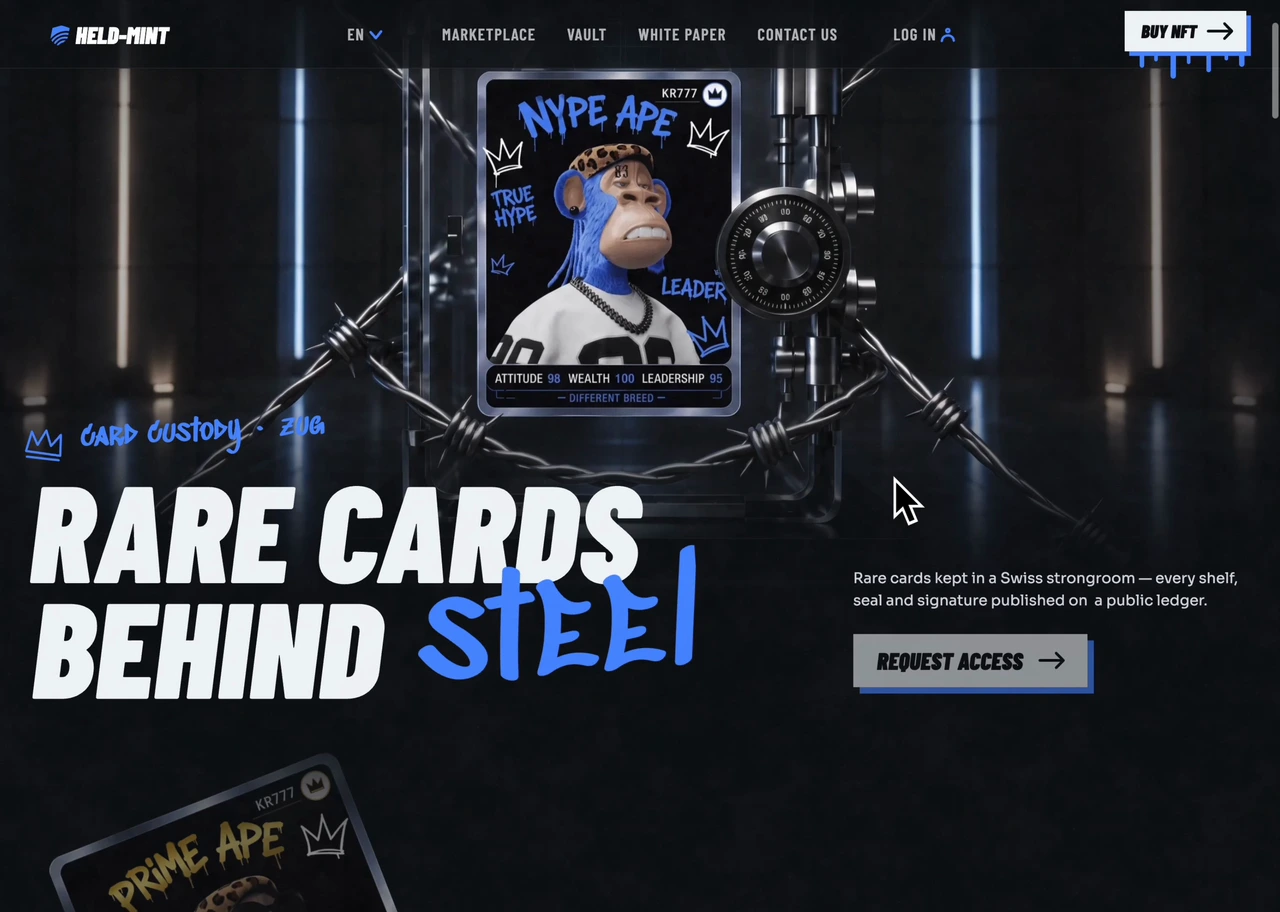 HELD-MINT
EN
MARKETPLACE
VAULT
WHITE PAPER
CONTACT US
LOG IN
BUY NFT
KR777
NYPE APE
83
TRUE
HYPE
LEADER
ATTITUDE 98 WEALTH 100 LEADERSHIP 95
DIFFERENT BREED
CARD CUSTODY · ZUG
RARE CARDS
BEHIND STEEL
Rare cards kept in a Swiss strongroom — every shelf,
seal and signature published on a public ledger.
REQUEST ACCESS
KR777
PRIME APE